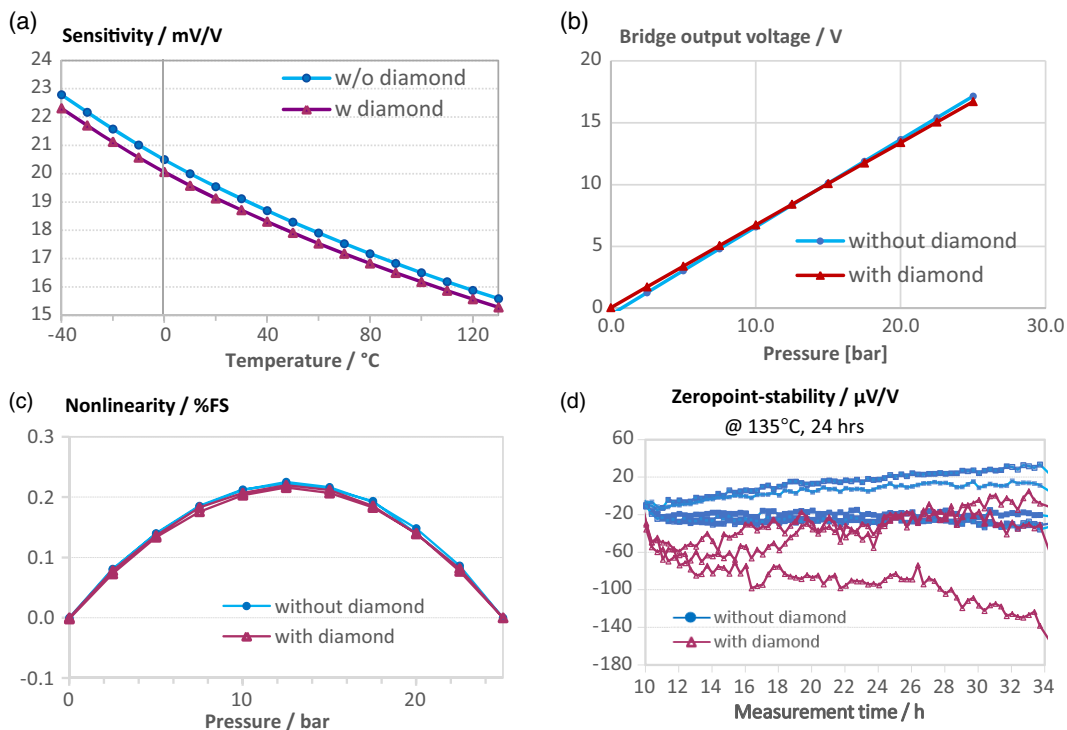 (a)
Sensitivity / mV/V
24
23
22
21
20
19
18
17
16
15
w/o diamond
w diamond
-40 0 40 80 120
Temperature / °C
(b)
Bridge output voltage / V
20
15
10
5
0
without diamond
with diamond
0.0 10.0 20.0 30.0
Pressure [bar]
(c)
Nonlinearity / %FS
0.3
0.2
0.1
0.0
-0.1
without diamond
with diamond
0 10 20
Pressure / bar
(d)
Zeropoint-stability / µV/V
@ 135°C, 24 hrs
60
20
-20
-60
-100
-140
-180
without diamond
with diamond
10 12 14 16 18 20 22 24 26 28 30 32 34
Measurement time / h